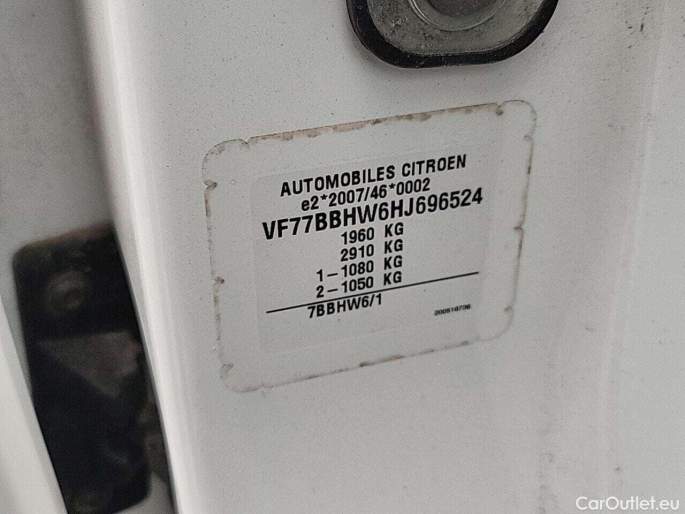 AUTOMOBILES CITROEN
e2*2007/46*0002
VF77BBHW6HJ696524
1960 KG
2910 KG
1-1080 KG
2-1050 KG
7BBHW6/1
CarOutlet.eu